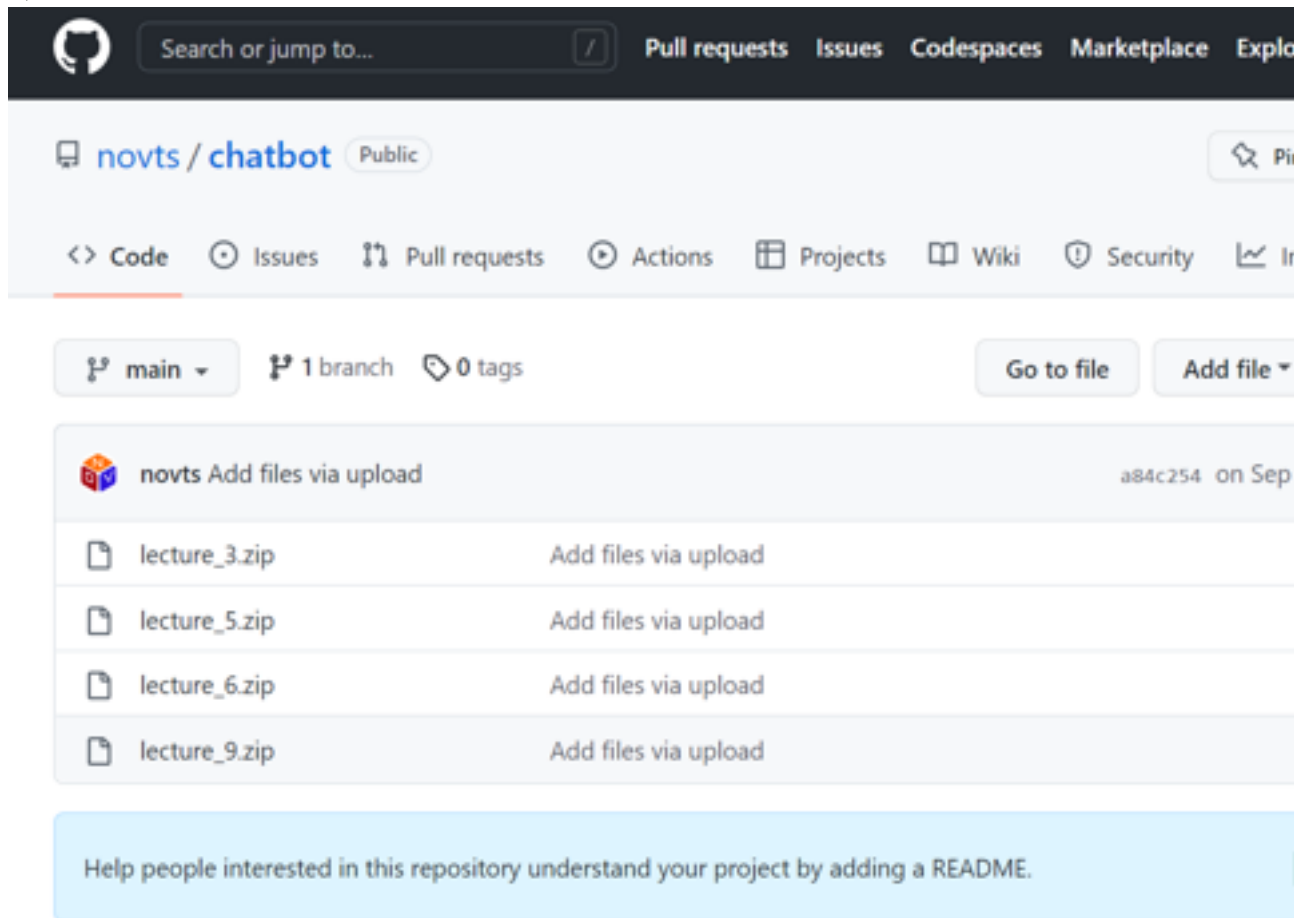 Search or jump to... / Pull requests Issues Codespaces Marketplace Explo
novts / chatbot Public Pi
<> Code Issues Pull requests Actions Projects Wiki Security In
main 1 branch 0 tags Go to file Add file
novts Add files via upload a84c254 on Sep
lecture_3.zip Add files via upload
lecture_5.zip Add files via upload
lecture_6.zip Add files via upload
lecture_9.zip Add files via upload
Help people interested in this repository understand your project by adding a README.